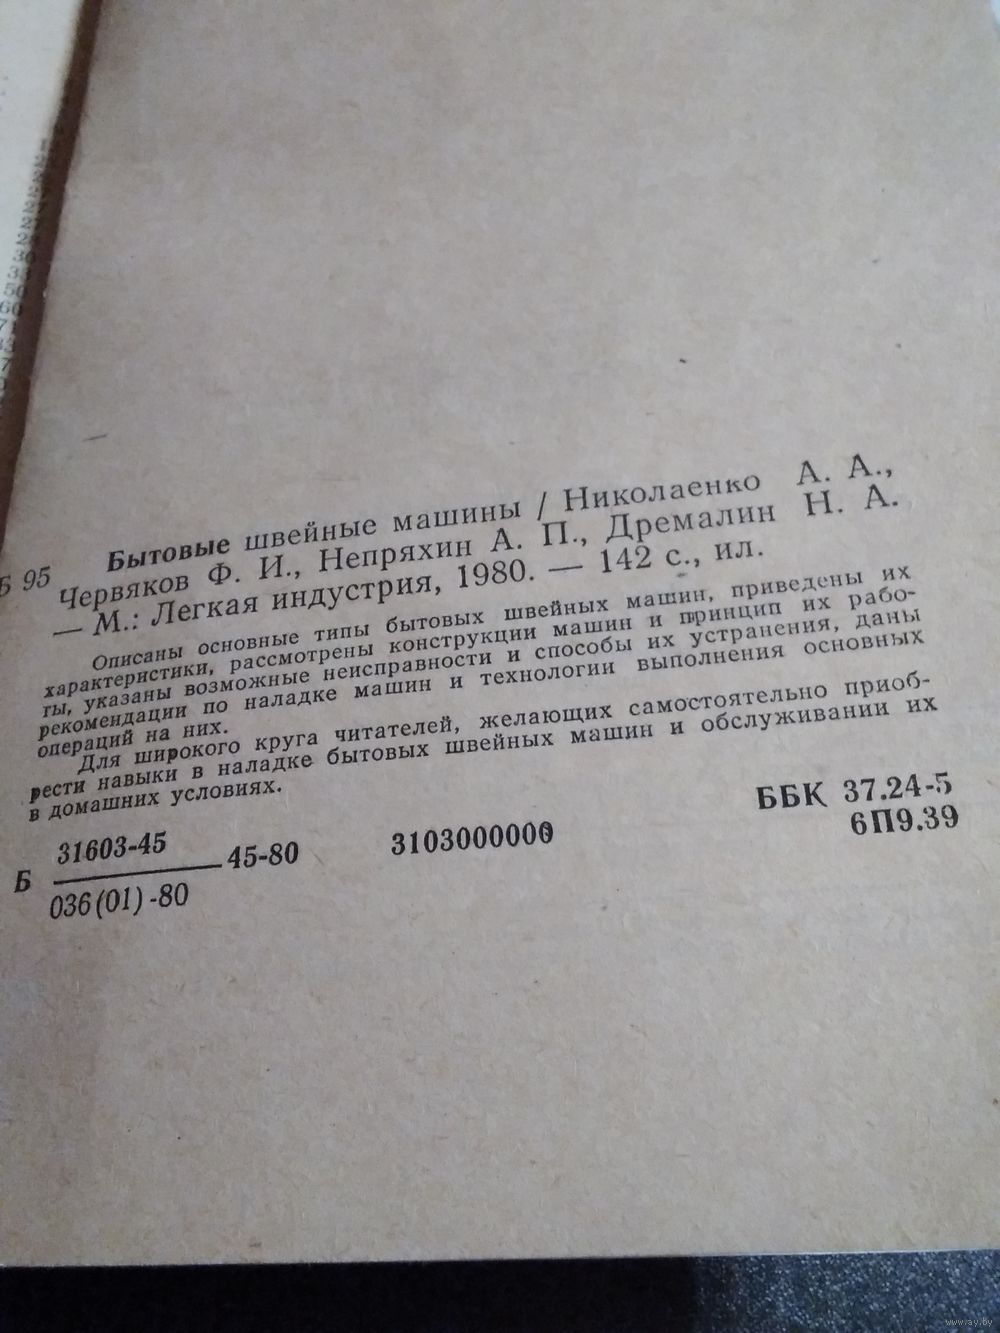 Б 95
Бытовые швейные машины / Николаенко А. А.,
Червяков Ф. И., Непряхин А. П., Дремалин Н. А.
— М.: Легкая индустрия, 1980. — 142 с., ил.
Описаны основные типы бытовых швейных машин, приведены их
характеристики, рассмотрены конструкции машин и принцип их рабо-
ты, указаны возможные неисправности и способы их устранения, даны
рекомендации по наладке машин и технологии выполнения основных
операций на них.
Для широкого круга читателей, желающих самостоятельно приоб-
рести навыки в наладке бытовых швейных машин и обслуживании их
в домашних условиях.
Б 31603-45 45-80 3103000000 ББК 37.24-5
036(01)-80 6П9.39
www.ay.by